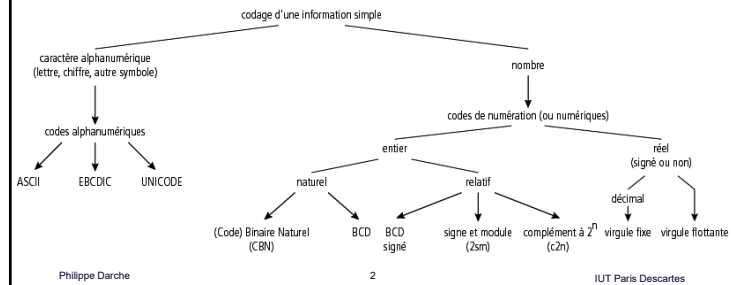 codage d'une information simple
caractère alphanumérique
(lettre, chiffre, autre symbole)
nombre
codes alphanumériques
codes de numération (ou numériques)
entier
réel
(signé ou non)
ASCII
EBCDIC
UNICODE
naturel
relatif
décimal
(Code) Binaire Naturel
(CBN)
BCD
BCD
signé
signe et module
(2sm)
complément à 2n
(c2n)
virgule fixe
virgule flottante
Philippe Darche
2
IUT Paris Descartes